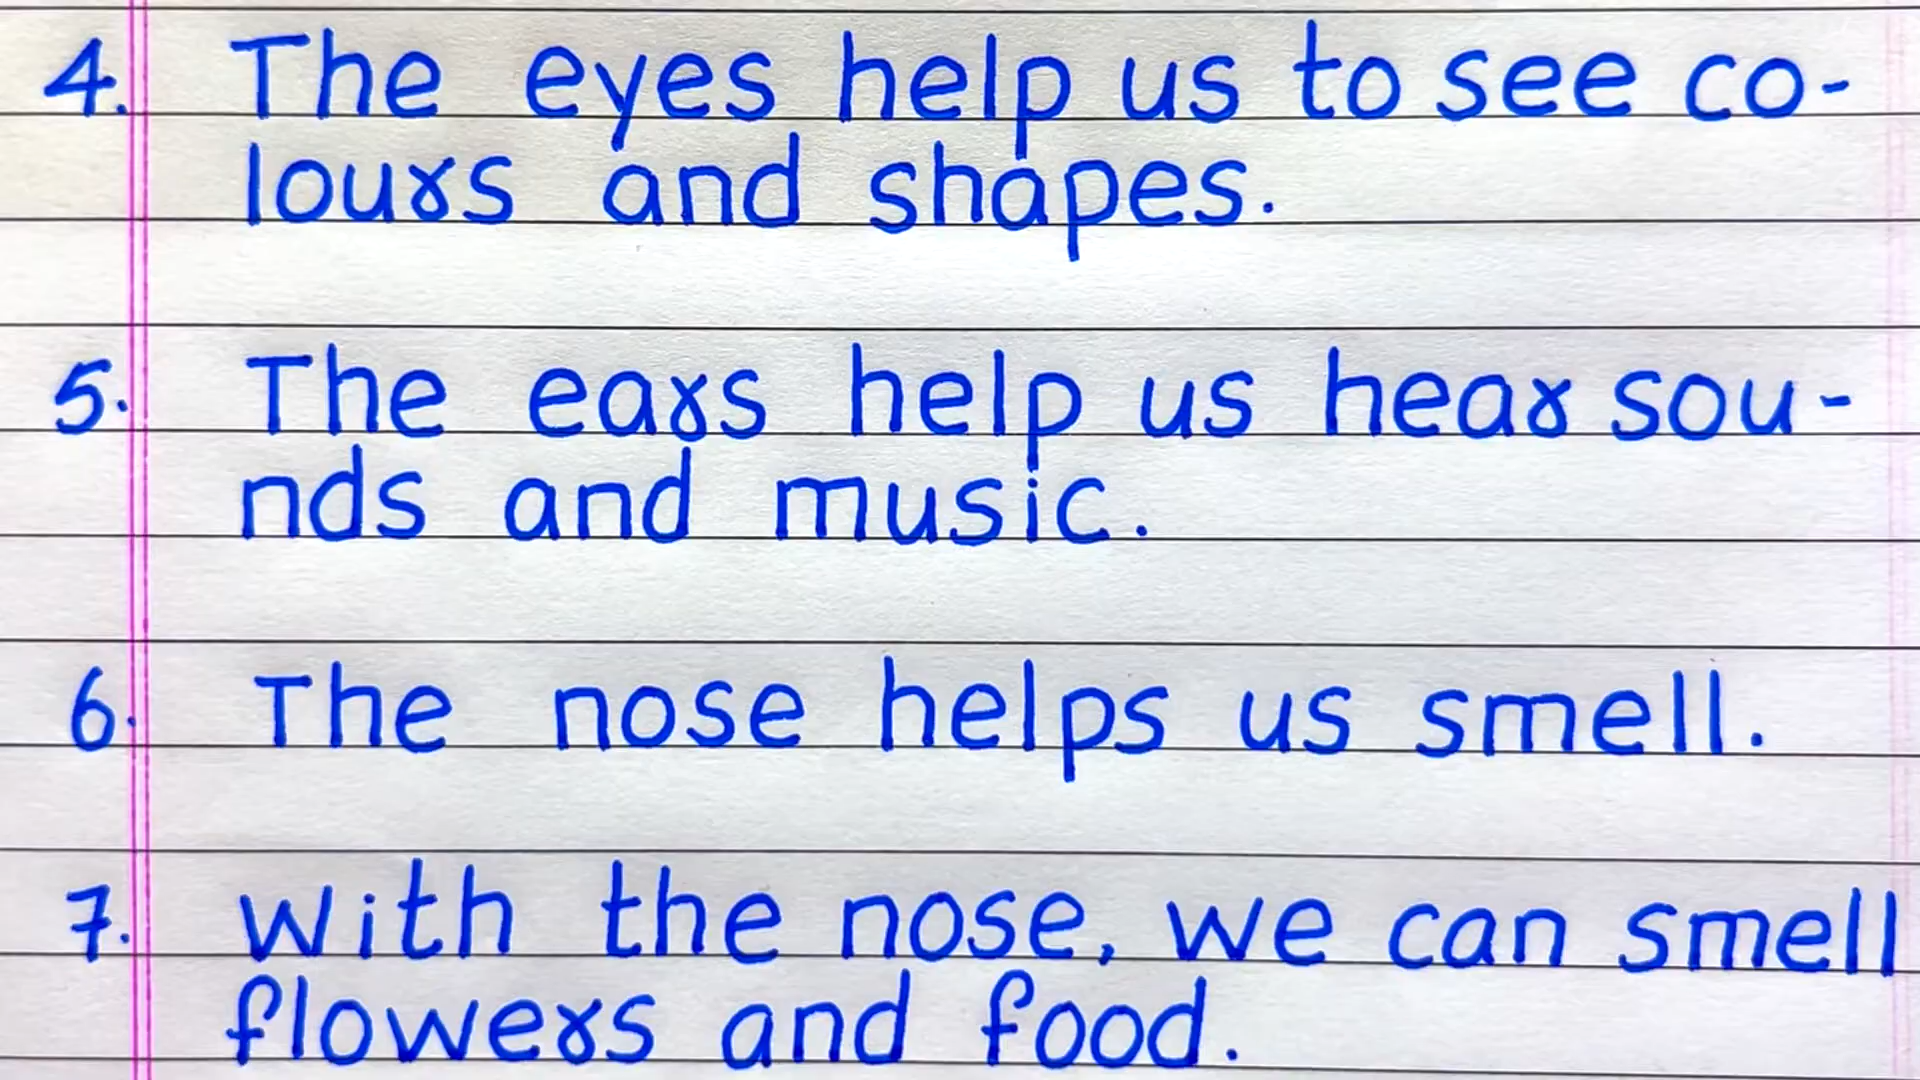 4. The eyes help us to see co-
lours and shapes.
5. The ears help us hear sou-
nds and music.
6. The nose helps us smell.
7. With the nose, we can smell
flowers and food.